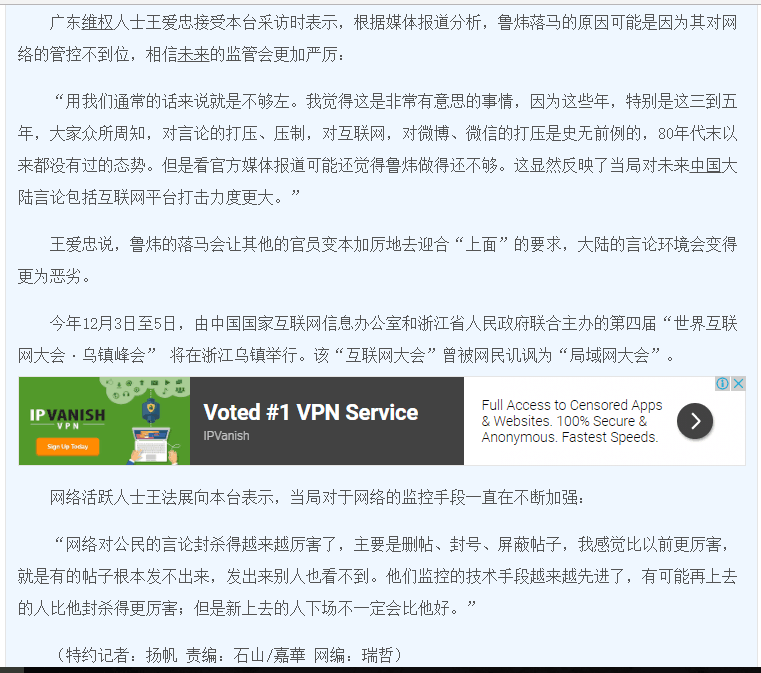 广东维权人士王爱忠接受本台采访时表示，根据媒体报道分析，鲁炜落马的原因可能是因为其对网
络的管控不到位，相信未来的监管会更加严厉：
“用我们通常的话来说就是不够左。我觉得这是非常有意思的事情，因为这些年，特别是这三到五
年，大家众所周知，对言论的打压、压制，对互联网，对微博、微信的打压是史无前例的，80年代末以
来都没有过的态势。但是看官方媒体报道可能还觉得鲁炜做得还不够。这显然反映了当局对未来中国大
陆言论包括互联网平台打击力度更大。”
王爱忠说，鲁炜的落马会让其他的官员变本加厉地去迎合“上面”的要求，大陆的言论环境会变得
更为恶劣。
今年12月3日至5日，由中国国家互联网信息办公室和浙江省人民政府联合主办的第四届“世界互联
网大会·乌镇峰会” 将在浙江乌镇举行。该“互联网大会”曾被网民讥讽为“局域网大会”。
IPVANISH
VPN
Sign Up Today
Voted #1 VPN Service
IPVanish
Full Access to Censored Apps
& Websites. 100% Secure &
Anonymous. Fastest Speeds.
网络活跃人士王法展向本台表示，当局对于网络的监控手段一直在不断加强：
“网络对公民的言论封杀得越来越厉害了，主要是删帖、封号、屏蔽帖子，我感觉比以前更厉害，
就是有的帖子根本发不出来，发出来别人也看不到。他们监控的技术手段越来越先进了，有可能再上去
的人比他封杀得更厉害；但是新上去的人下场不一定会比他好。”
（特约记者：扬帆 责编：石山/嘉華 网编：瑞哲）